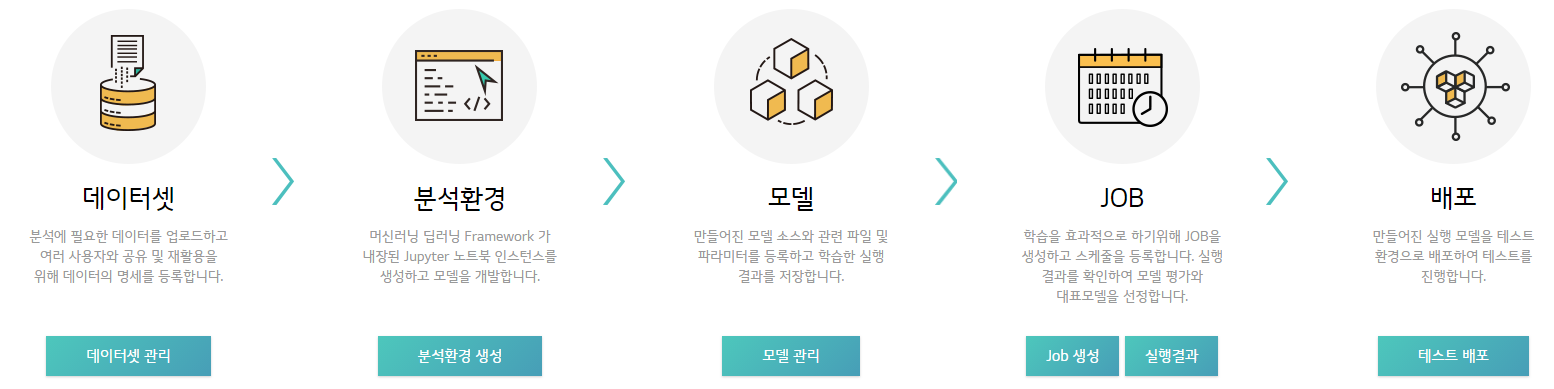 데이터셋
분석에 필요한 데이터를 업로드하고
여러 사용자와 공유 및 재활용을
위해 데이터의 명세를 등록합니다.
데이터셋 관리
분석환경
머신러닝 딥러닝 Framework 가
내장된 Jupyter 노트북 인스턴스를
생성하고 모델을 개발합니다.
분석환경 생성
모델
만들어진 모델 소스와 관련 파일 및
파라미터를 등록하고 학습한 실행
결과를 저장합니다.
모델 관리
JOB
학습을 효과적으로 하기위해 JOB을
생성하고 스케줄을 등록합니다. 실행
결과를 확인하여 모델 평가와
대표모델을 선정합니다.
Job 생성
실행결과
배포
만들어진 실행 모델을 테스트
환경으로 배포하여 테스트를
진행합니다.
테스트 배포